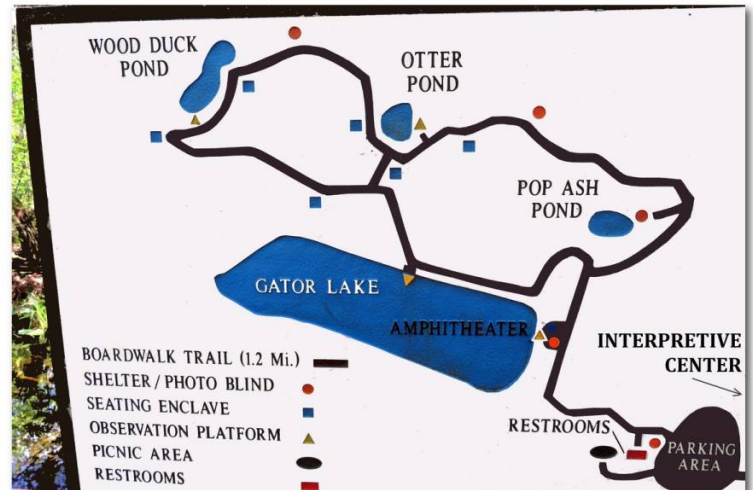 WOOD DUCK
POND
OTTER
POND
POP ASH
POND
GATOR LAKE
AMPHITHEATER
INTERPRETIVE
CENTER
BOARDWALK TRAIL (1.2 Mi.)
SHELTER / PHOTO BLIND
SEATING ENCLAVE
OBSERVATION PLATFORM
PICNIC AREA
RESTROOMS
RESTROOMS
PARKING
AREA